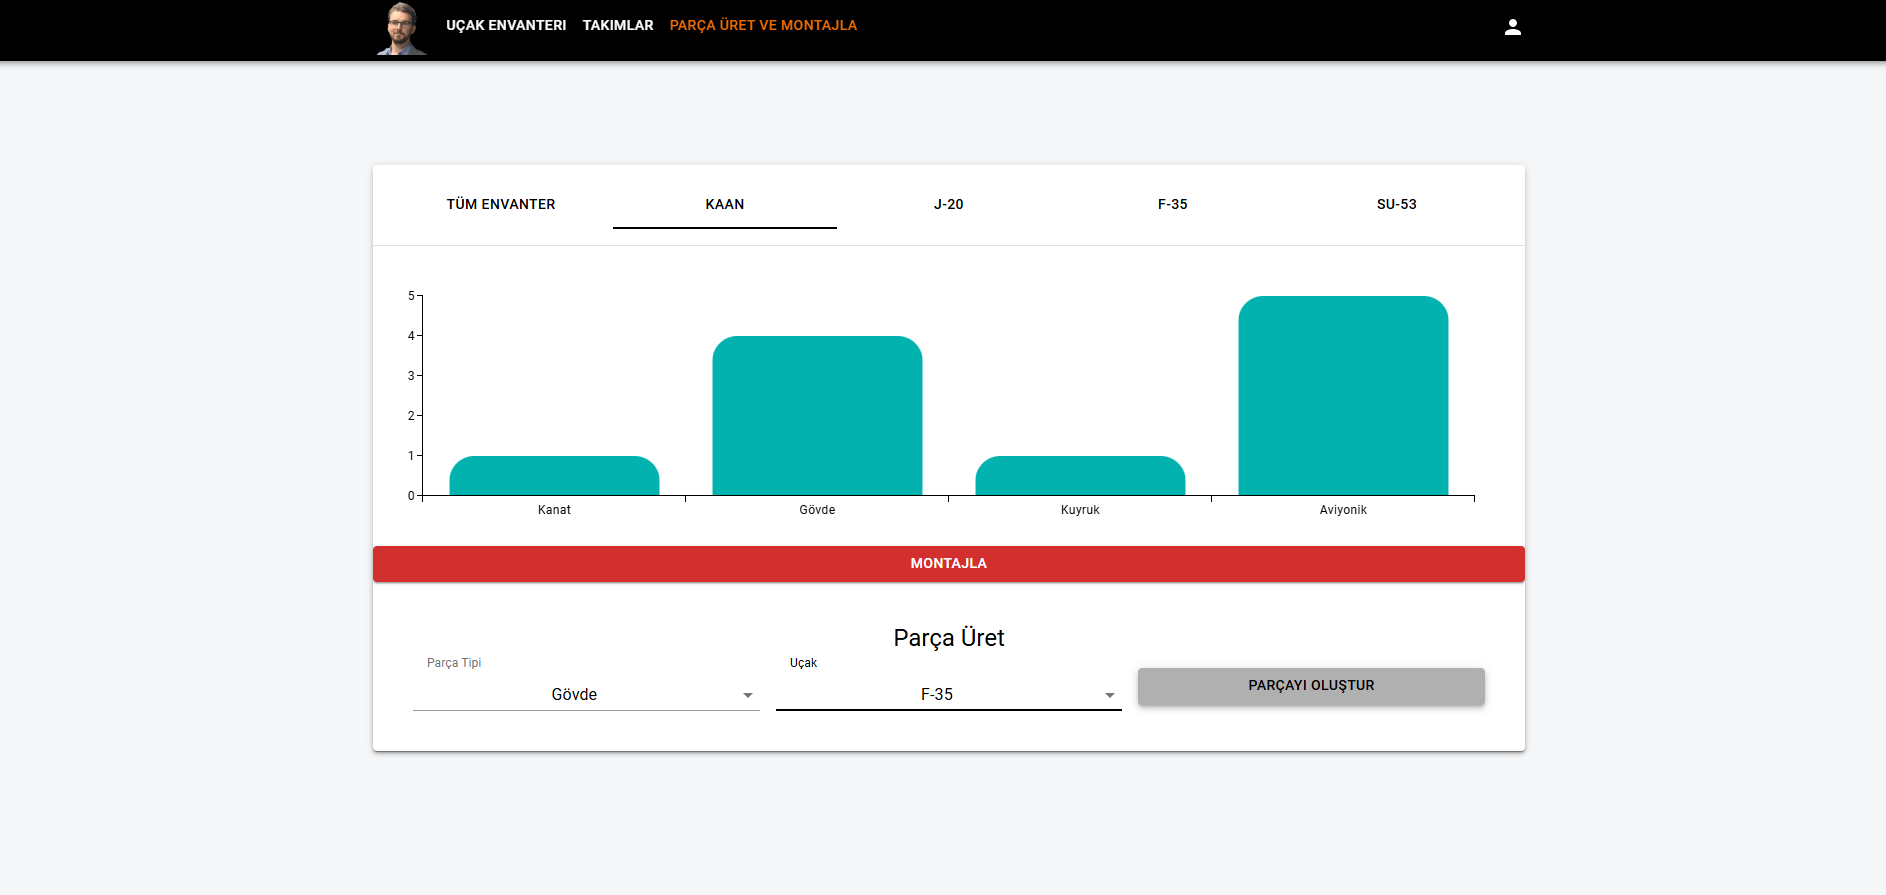 UÇAK ENVANTERI TAKIMLAR PARÇA ÜRET VE MONTAJLA
TÜM ENVANTER KAAN J-20 F-35 SU-53
5
4
3
2
1
0
Kanat Gövde Kuyruk Aviyonik
MONTAJLA
Parça Üret
Parça Tipi Uçak
Gövde F-35 PARÇAYI OLUŞTUR